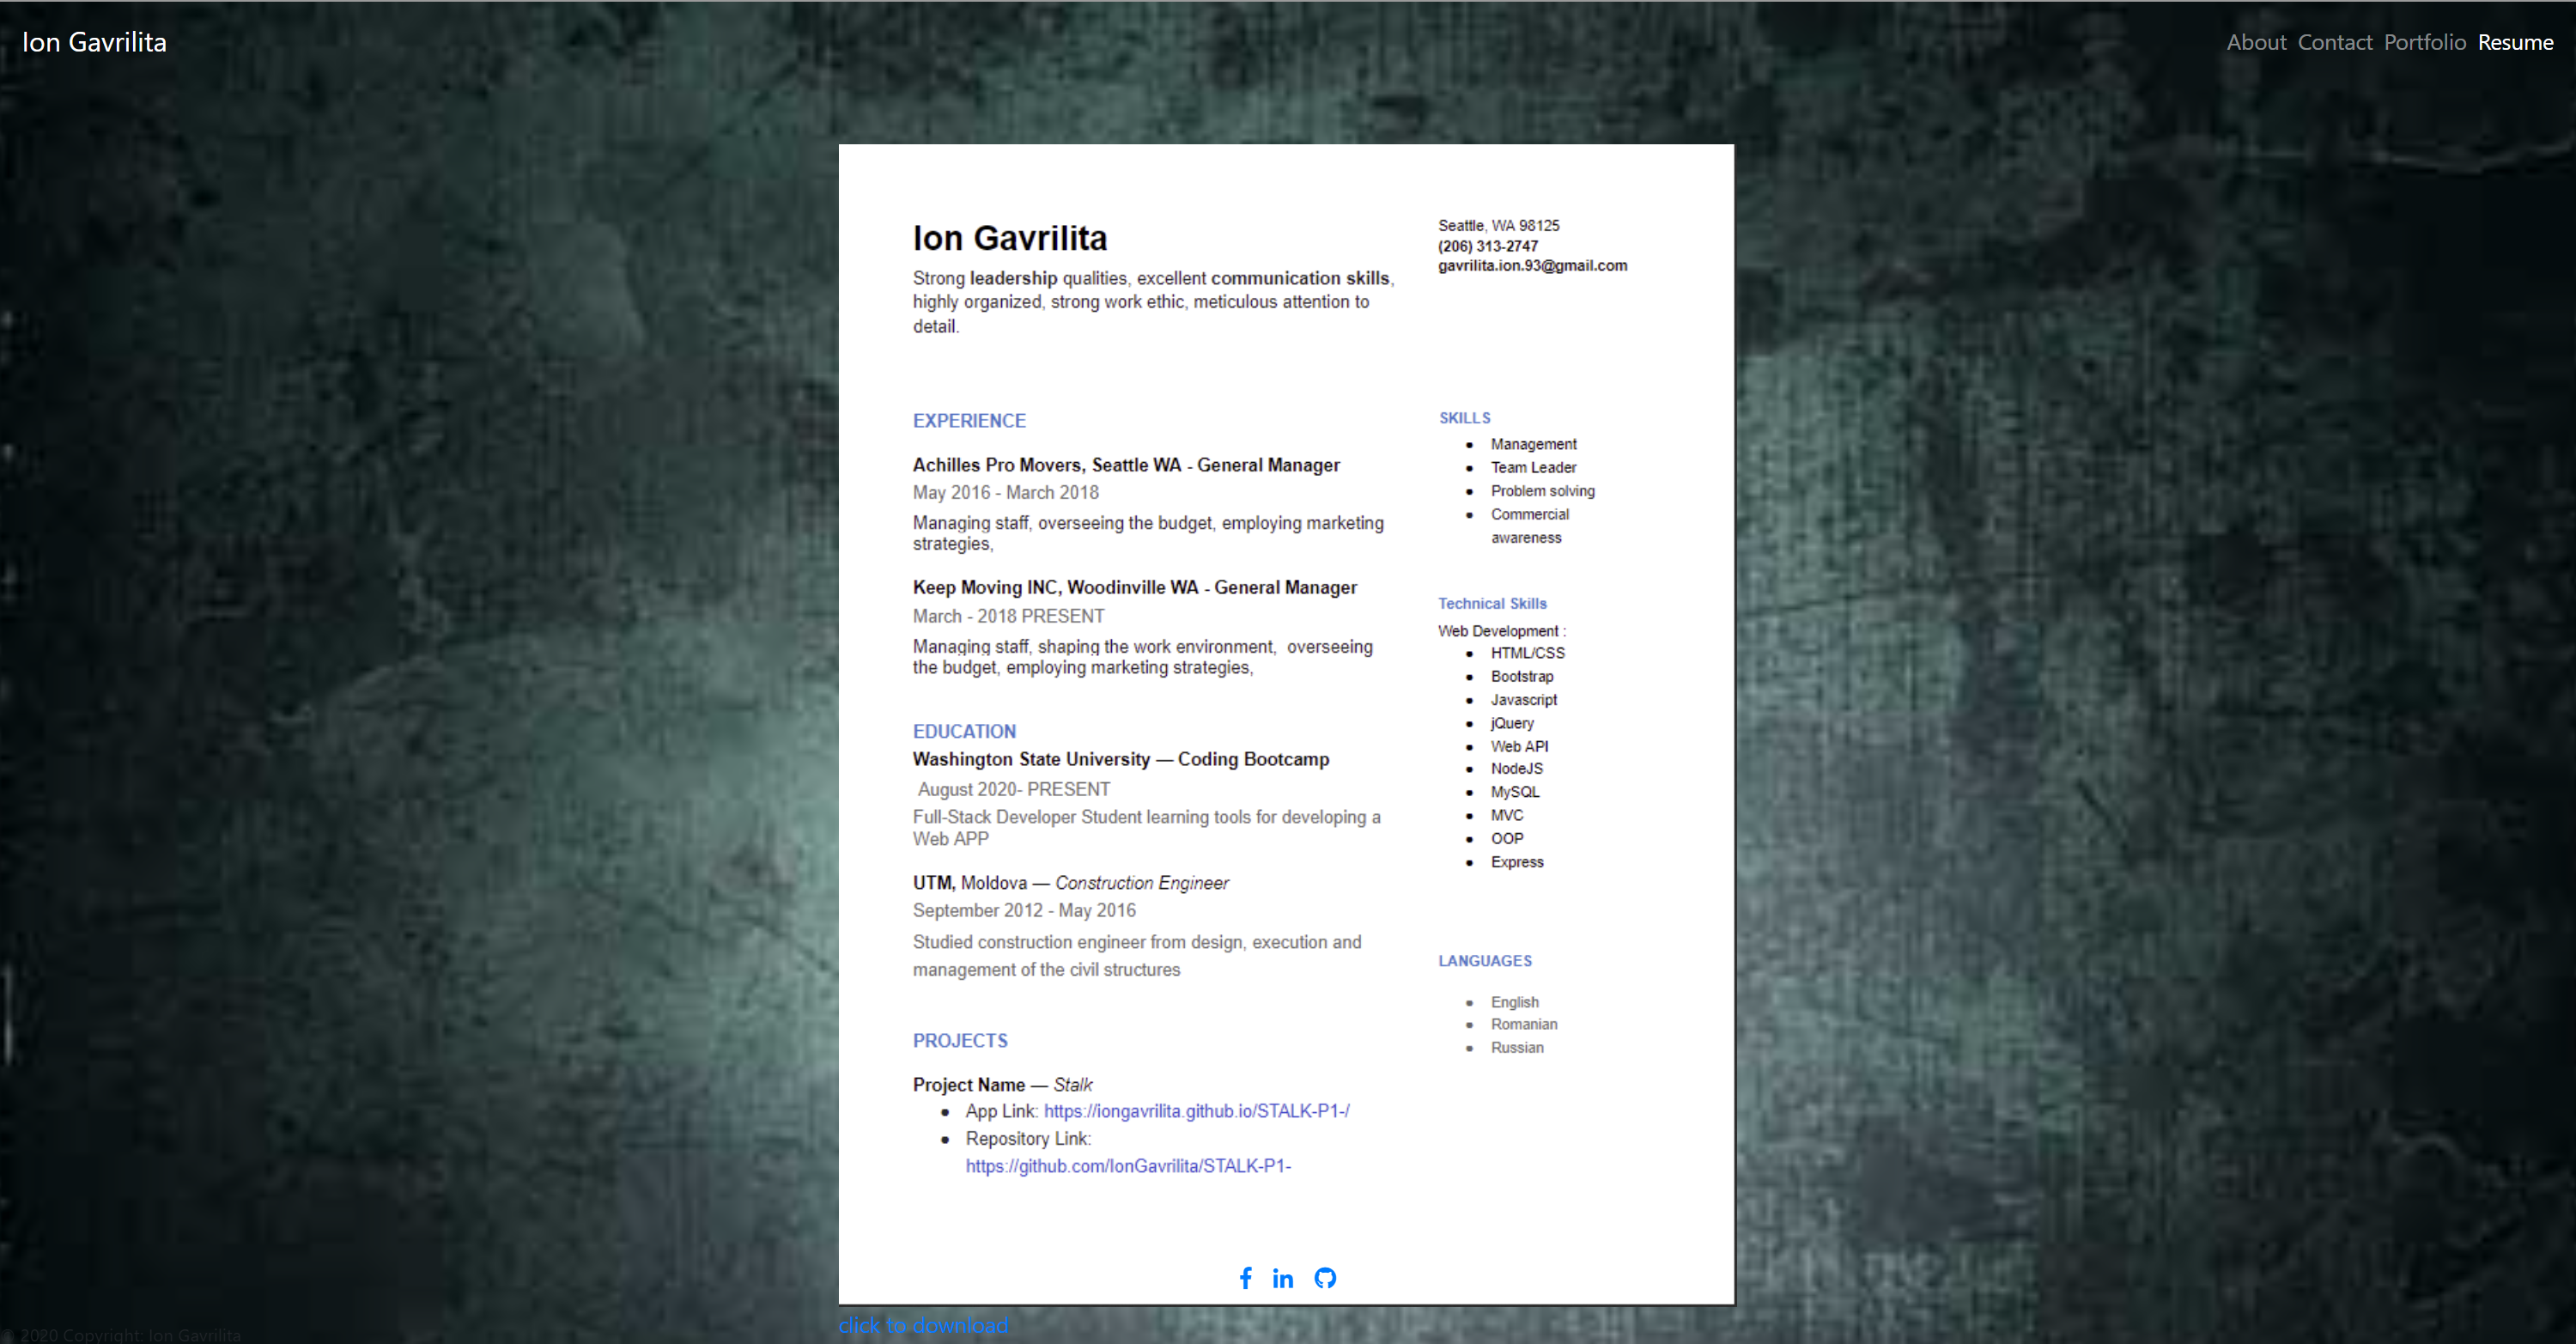 Ion Gavrilita
About Contact Portfolio Resume
Ion Gavrilita
Strong leadership qualities, excellent communication skills,
highly organized, strong work ethic, meticulous attention to
detail.
Seattle, WA 98125
(206) 313-2747
gavrilita.ion.93@gmail.com
EXPERIENCE
Achilles Pro Movers, Seattle WA - General Manager
May 2016 - March 2018
Managing staff, overseeing the budget, employing marketing
strategies,
Keep Moving INC, Woodinville WA - General Manager
March - 2018 PRESENT
Managing staff, shaping the work environment,  overseeing
the budget, employing marketing strategies,
EDUCATION
Washington State University — Coding Bootcamp
August 2020- PRESENT
Full-Stack Developer Student learning tools for developing a
Web APP
UTM, Moldova — Construction Engineer
September 2012 - May 2016
Studied construction engineer from design, execution and
management of the civil structures
PROJECTS
Project Name — Stalk
● App Link: https://iongavrilita.github.io/STALK-P1-/
● Repository Link:
https://github.com/IonGavrilita/STALK-P1-
SKILLS
● Management
● Team Leader
● Problem solving
● Commercial
awareness
Technical Skills
Web Development :
● HTML/CSS
● Bootstrap
● Javascript
● jQuery
● Web API
● NodeJS
● MySQL
● MVC
● OOP
● Express
LANGUAGES
● English
● Romanian
● Russian
click to download
© 2020 Copyright: Ion Gavrilita